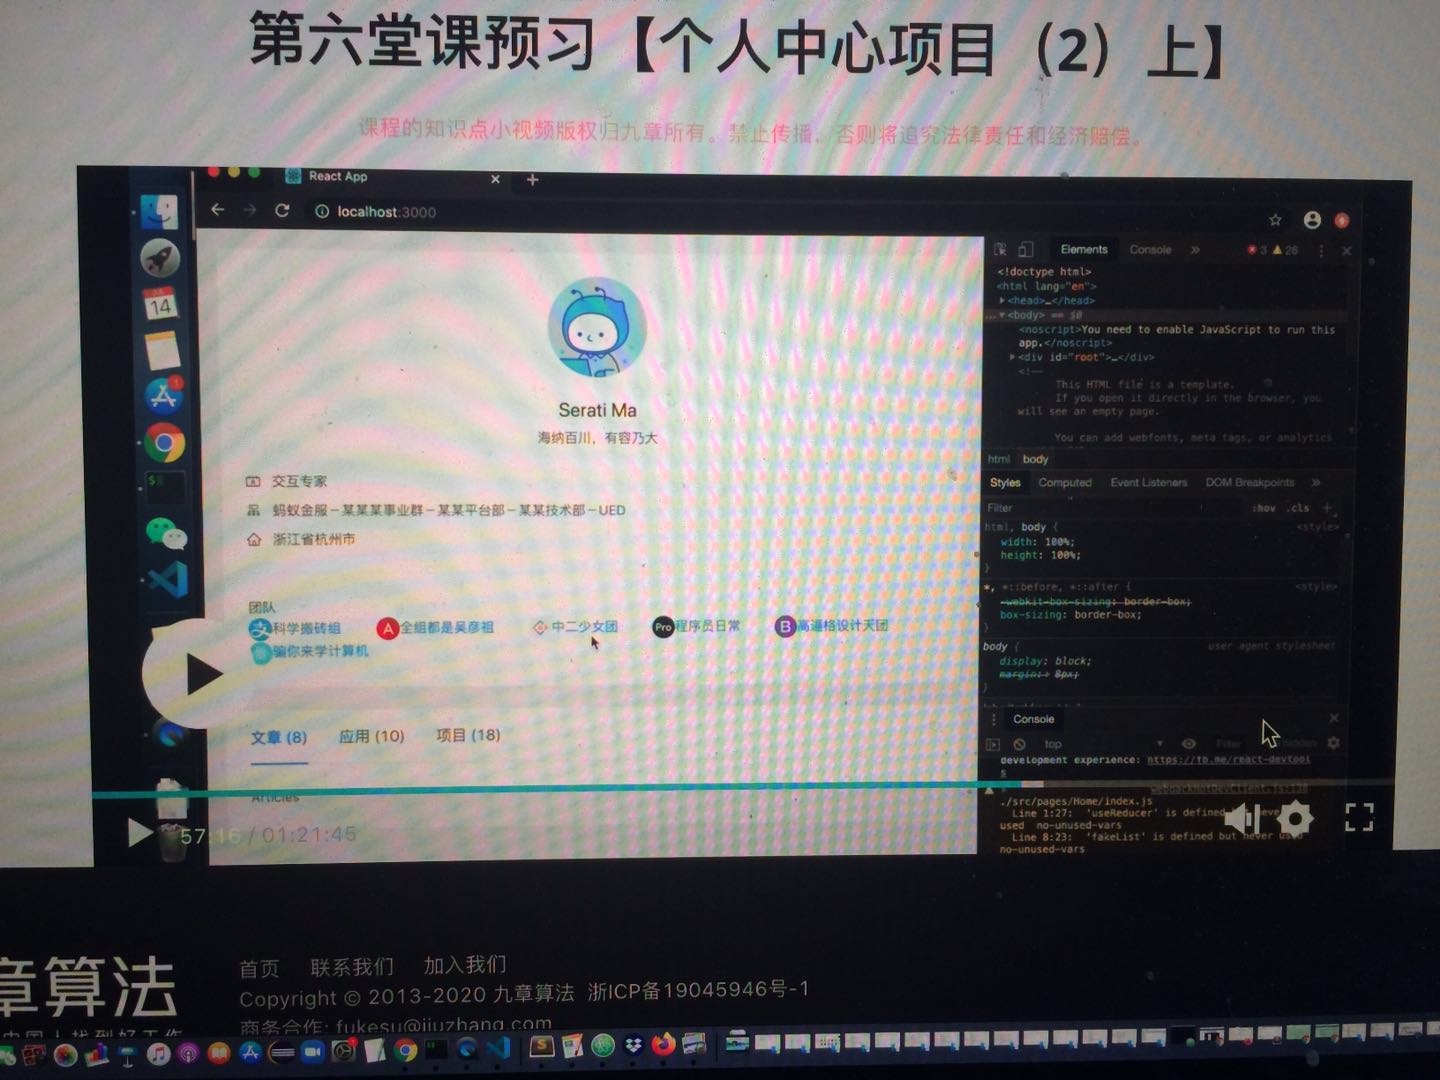 第六堂课预习【个人中心项目（2）上】
课程的知识点小视频版权归九章所有。禁止传播，否则将追究法律责任和经济赔偿。
React App
localhost:3000
14
Serati Ma
海纳百川，有容乃大
交互专家
蚂蚁金服－某某某事业群－某某平台部－某某技术部－UED
浙江省杭州市
团队
科学搬砖组 A 全组都是吴彦祖 中二少女团 Pro 程序员日常 B 高逼格设计天团
骗你来学计算机
文章 (8) 应用 (10) 项目 (18)
Articles
Elements Console » 3 26
<!doctype html>
<html lang="en">
<head>…</head>
… <body> == $0
<noscript>You need to enable JavaScript to run this
app.</noscript>
<div id="root">…</div>
<!--
This HTML file is a template.
If you open it directly in the browser, you
will see an empty page.
You can add webfonts, meta tags, or analytics
html body
Styles Computed Event Listeners DOM Breakpoints »
Filter :hov .cls +
html, body { <style>
width: 100%;
height: 100%;
}
*, *::before, *::after { <style>
-webkit-box-sizing: border-box;
box-sizing: border-box;
}
body { user agent stylesheet
display: block;
margin: 8px;
}
Console
top Filter hidden
development experience: https://fb.me/react-devtool
s
./src/pages/Home/index.js
Line 1:27: 'useReducer' is defined but never
used no-unused-vars
Line 8:23: 'fakeList' is defined but never used
no-unused-vars
57:16 / 01:21:45
章算法
首页 联系我们 加入我们
Copyright © 2013-2020 九章算法 浙ICP备19045946号-1
商务合作: fukesu@jiuzhang.com